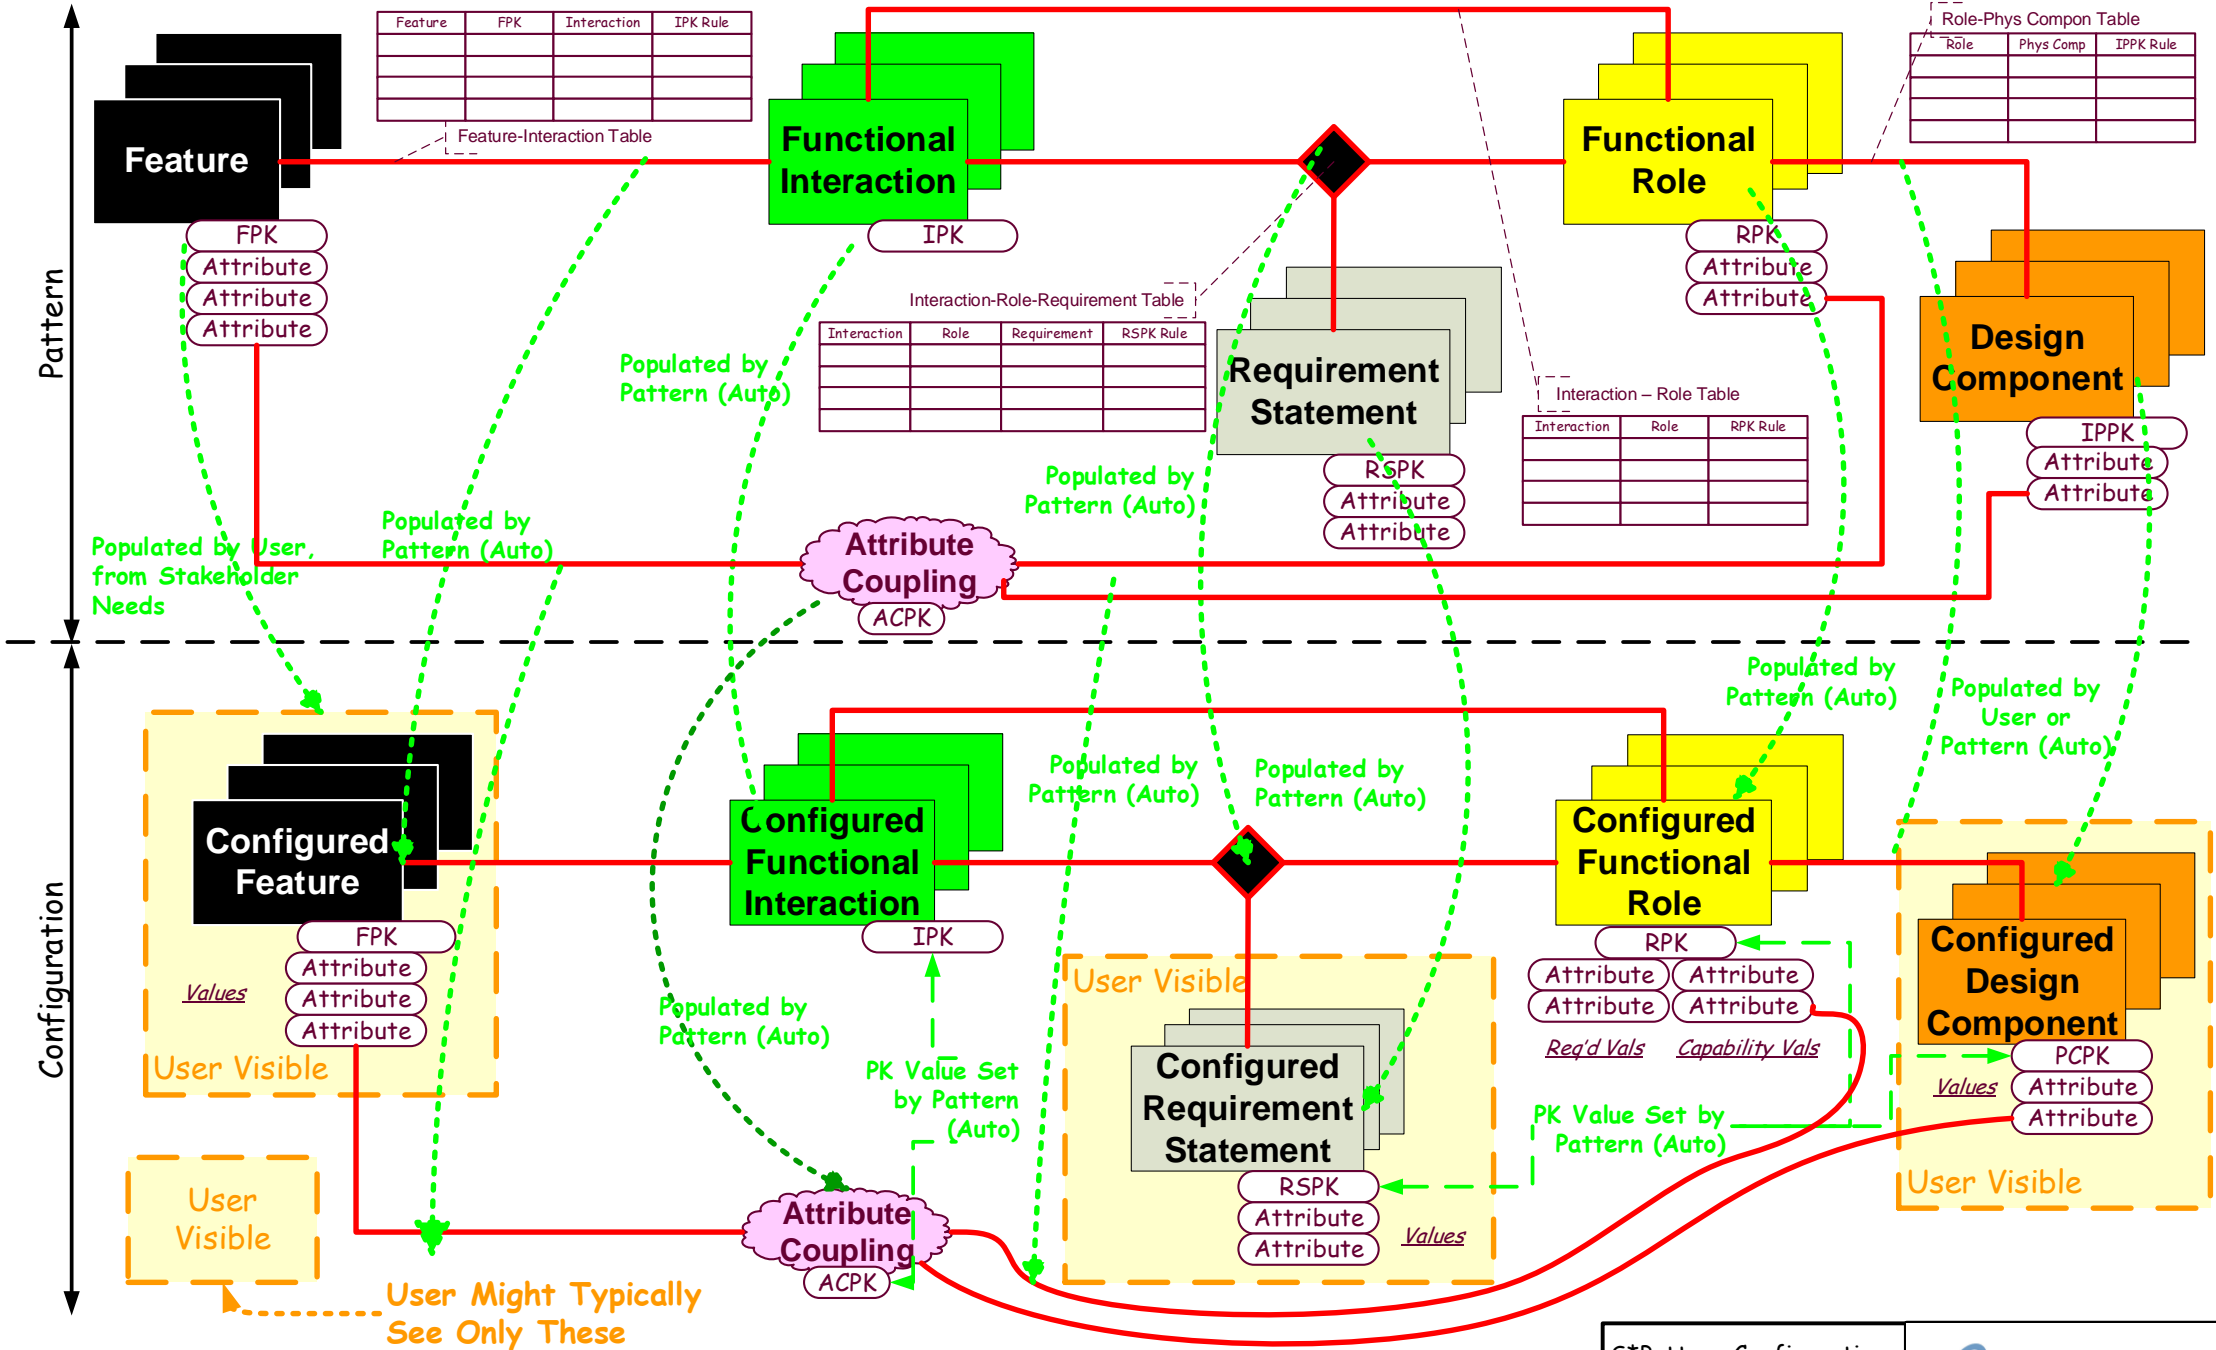 Feature FPK Interaction IPK Rule
Feature-Interaction Table
Role-Phys Compon Table
Role Phys Comp IPPK Rule
Pattern
Feature
FPK
Attribute
Attribute
Attribute
Functional
Interaction
IPK
Functional
Role
RPK
Attribute
Attribute
Interaction-Role-Requirement Table
Interaction Role Requirement RSPK Rule
Requirement
Statement
RSPK
Attribute
Attribute
Interaction – Role Table
Interaction Role RPK Rule
Design
Component
IPPK
Attribute
Attribute
Populated by
Pattern (Auto)
Populated by
Pattern (Auto)
Populated by
Pattern (Auto)
Populated by User,
from Stakeholder
Needs
Attribute
Coupling
ACPK
Configuration
Populated by
Pattern (Auto)
Populated by
User or
Pattern (Auto)
Populated by
Pattern (Auto)
Populated by
Pattern (Auto)
Configured
Feature
FPK
Attribute
Attribute
Attribute
Values
User Visible
Configured
Functional
Interaction
IPK
Populated by
Pattern (Auto)
PK Value Set
by Pattern
(Auto)
User Visible
Configured
Requirement
Statement
RSPK
Attribute
Attribute
Values
Configured
Functional
Role
RPK
Attribute Attribute
Attribute Attribute
Req'd Vals Capability Vals
PK Value Set by
Pattern (Auto)
Configured
Design
Component
PCPK
Attribute
Attribute
Values
User Visible
Attribute
Coupling
ACPK
User
Visible
User Might Typically
See Only These